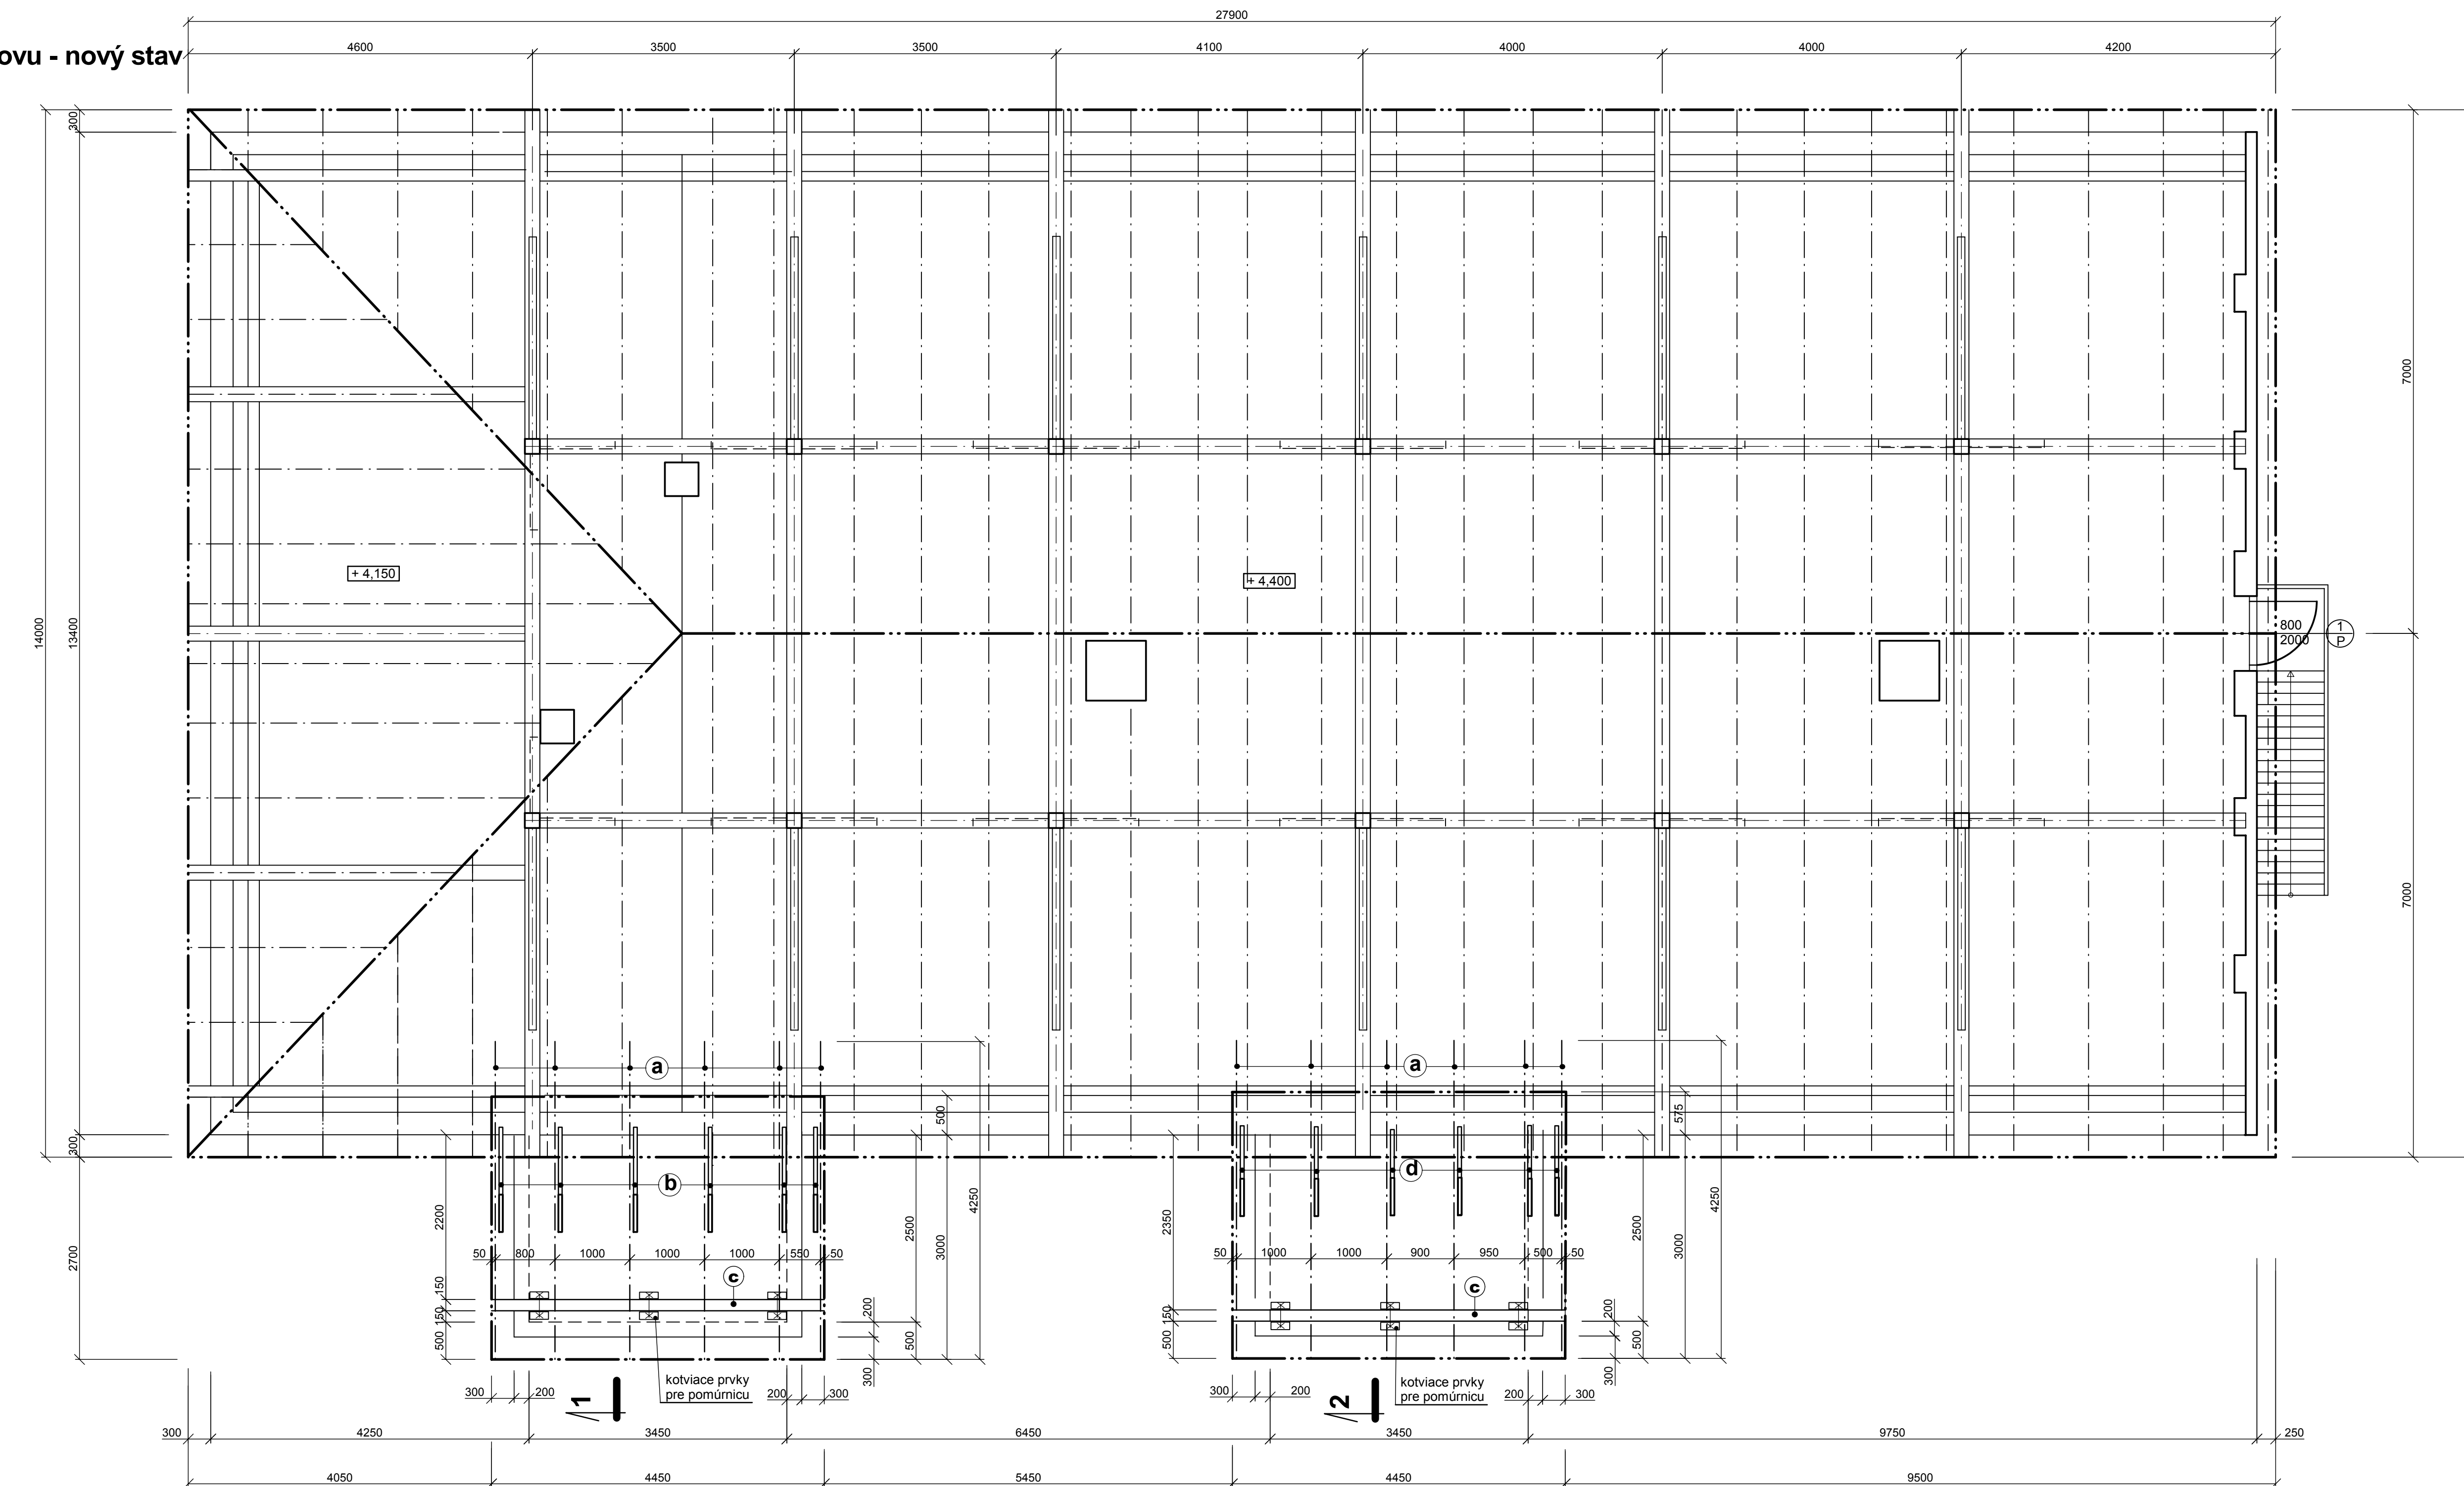 27900
ovu - nový stav
4600 3500 3500 4100 4000 4000 4200
300
14000
13400
7000
+ 4,150
+ 4,400
800
2000
1
P
7000
300
2700
a
a
500
575
4250
4250
b
d
2200
2500
3000
2350
2500
3000
50 800 1000 1000 1000 550 50
50 1000 1000 900 950 500 50
c
c
150
150
500
200
500
300
150
500
200
500
300
300 200
1
kotviace prvky
pre pomúrnicu
200 300
300 200
2
kotviace prvky
pre pomúrnicu
200 300
300 4250 3450 6450 3450 9750 250
4050 4450 5450 4450 9500